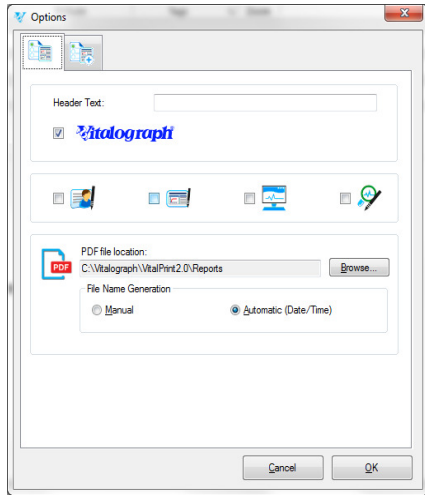 Options
Header Text:
Vitalograph
PDF file location:
PDF
C:\Vitalograph\VitalPrint2.0\Reports
Browse...
File Name Generation
Manual
Automatic (Date/Time)
Cancel
OK